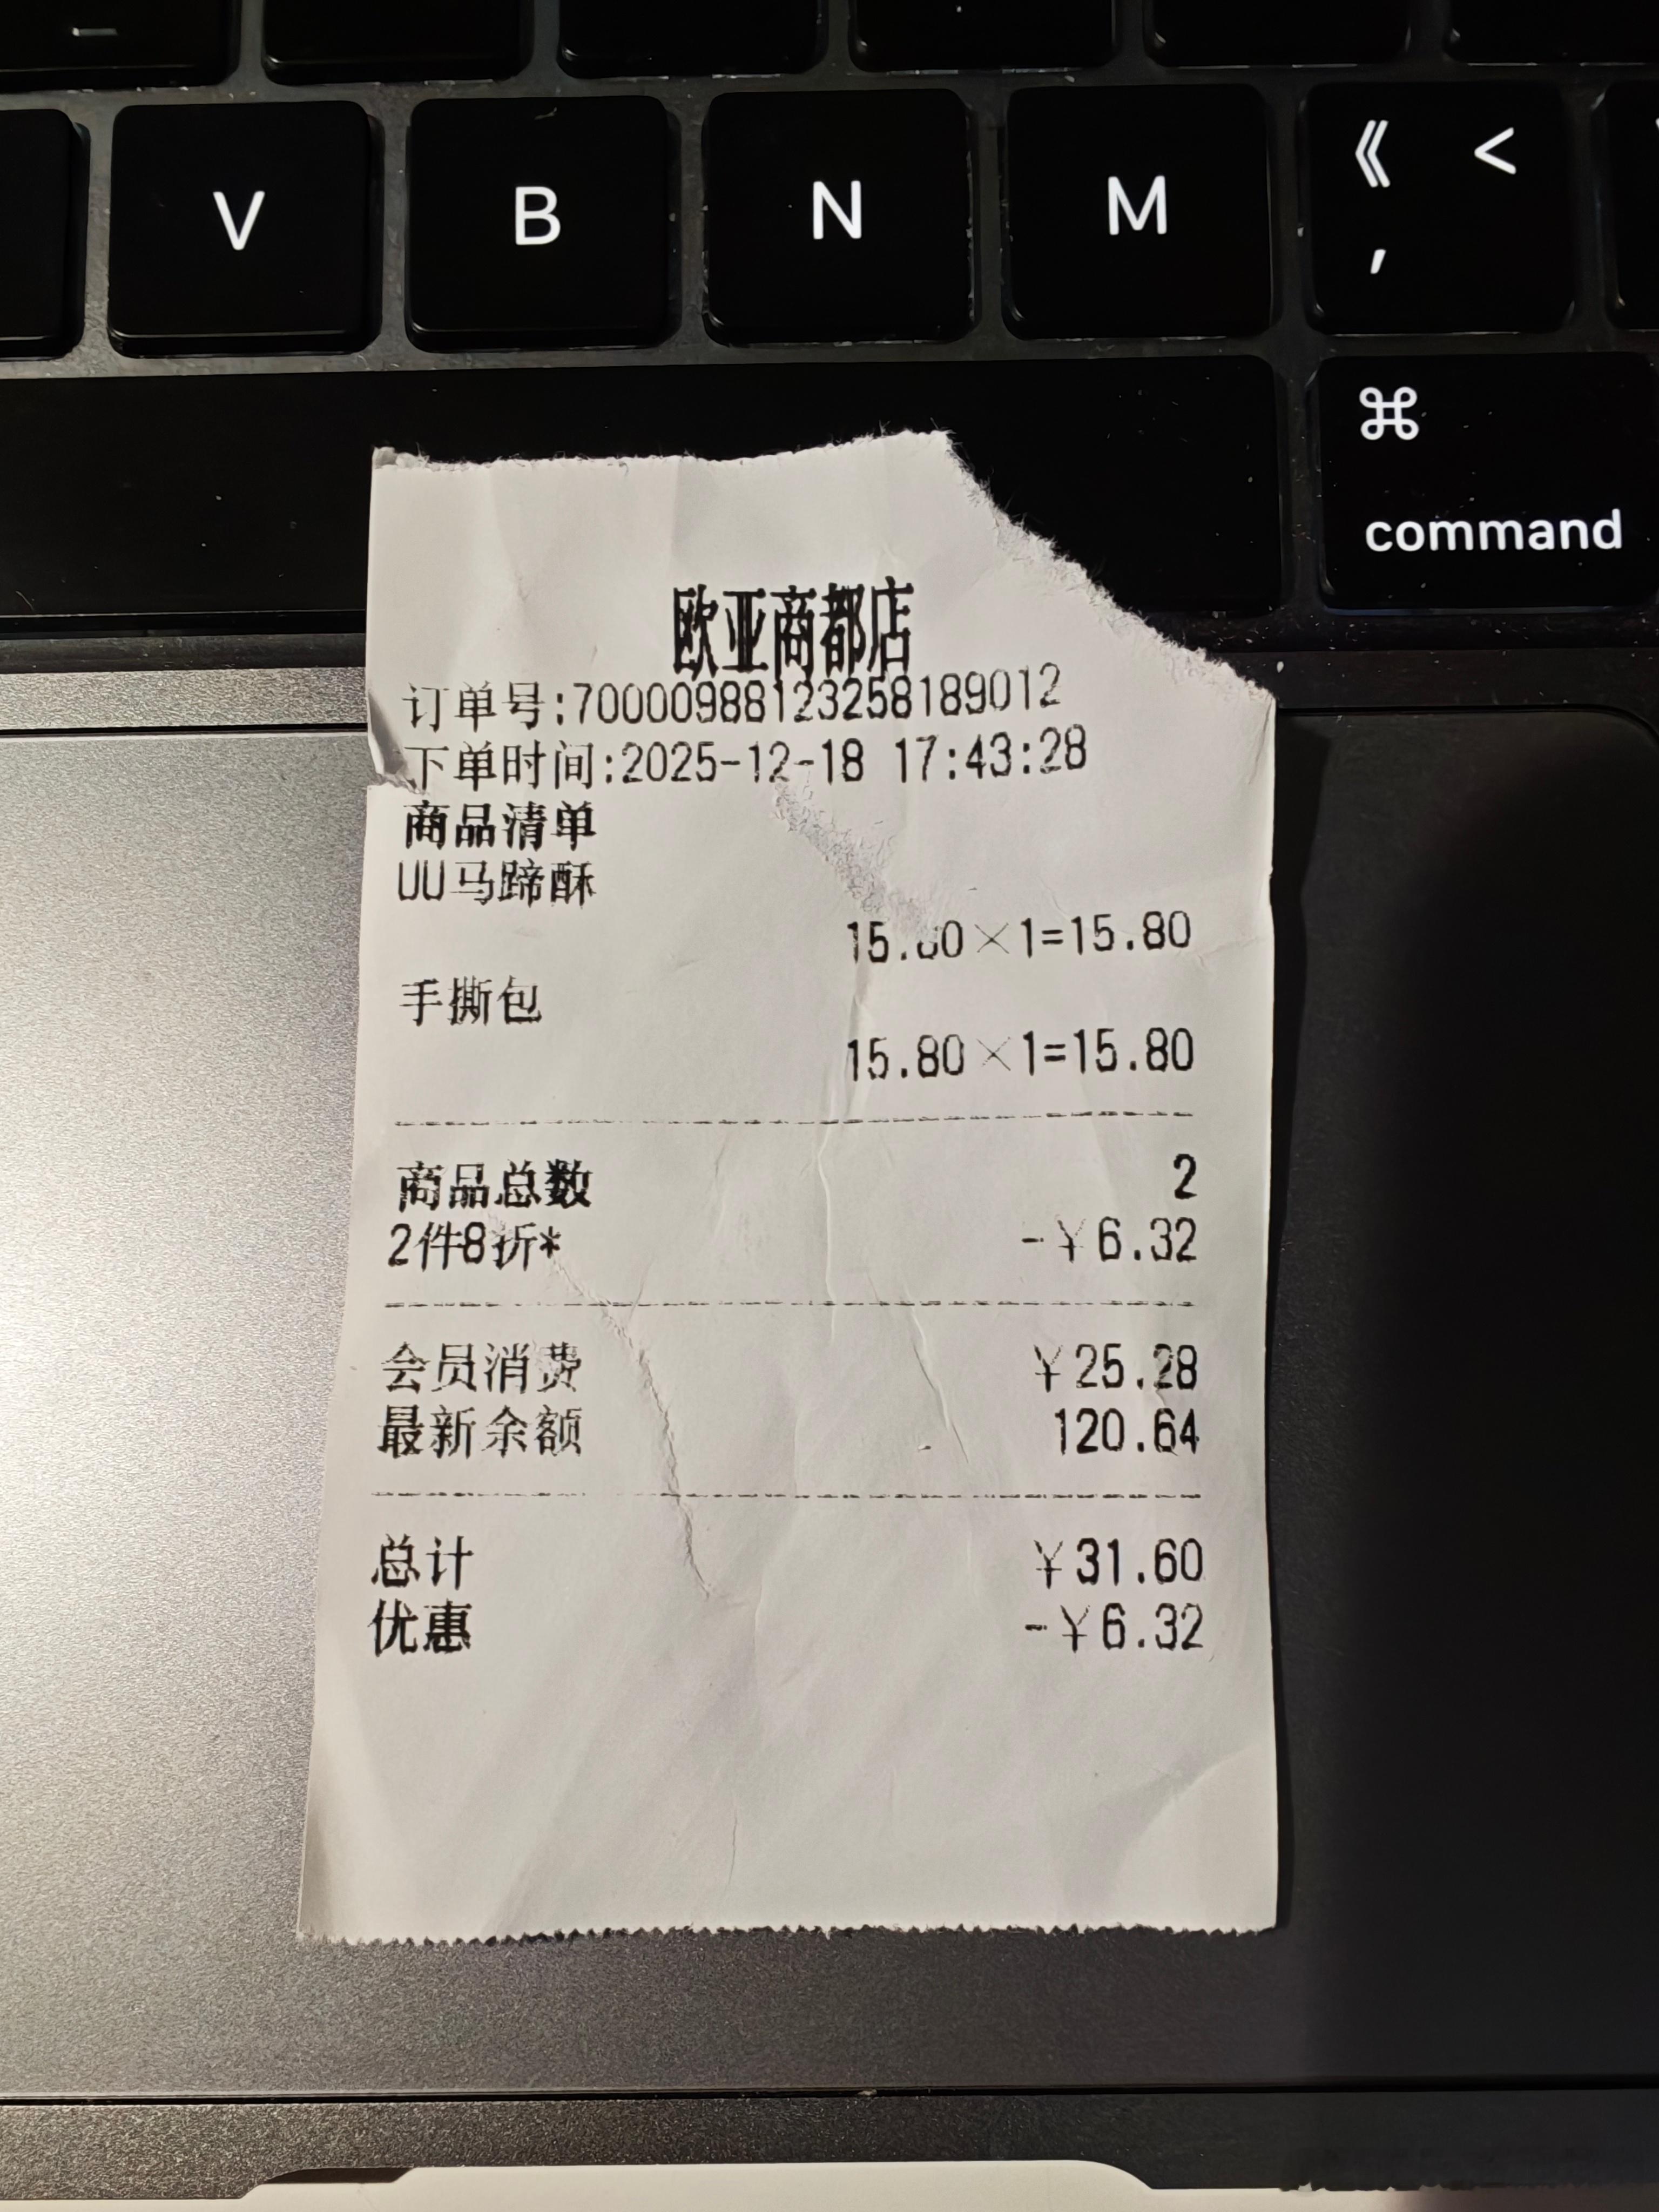 V B N M 《 <
,
⌘
command
欧亚商都店
订单号:70000988123258189012
下单时间:2025-12-18 17:43:28
商品清单
UU马蹄酥
15.80×1=15.80
手撕包
15.80×1=15.80
商品总数 2
2件8折* -¥6.32
会员消费 ¥25.28
最新余额 120.64
总计 ¥31.60
优惠 -¥6.32